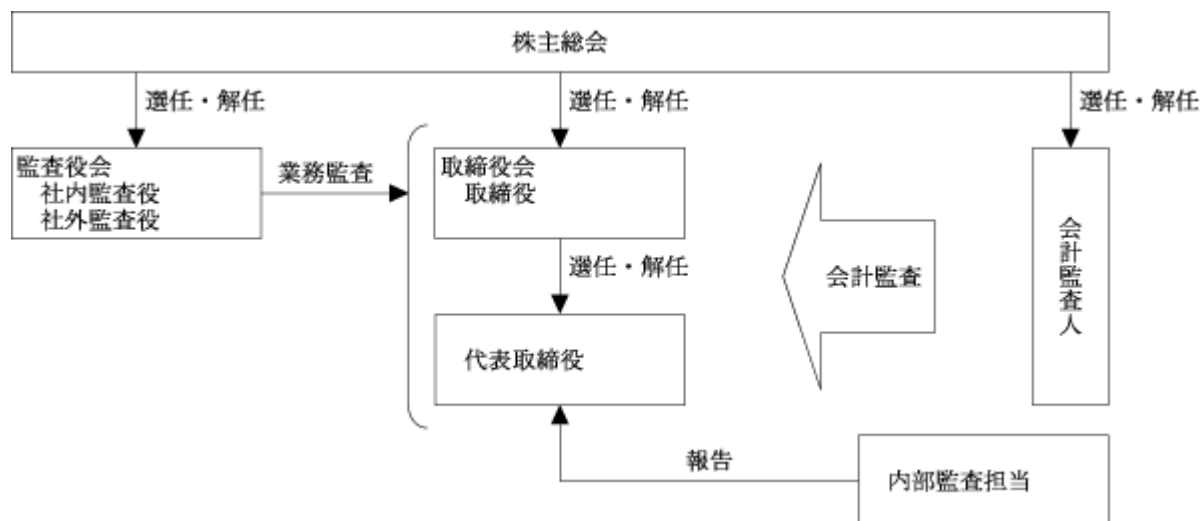 株主総会
選任・解任
選任・解任
選任・解任
監査役会
社内監査役
社外監査役
業務監査
取締役会
取締役
選任・解任
代表取締役
会計監査
会計監査人
報告
内部監査担当